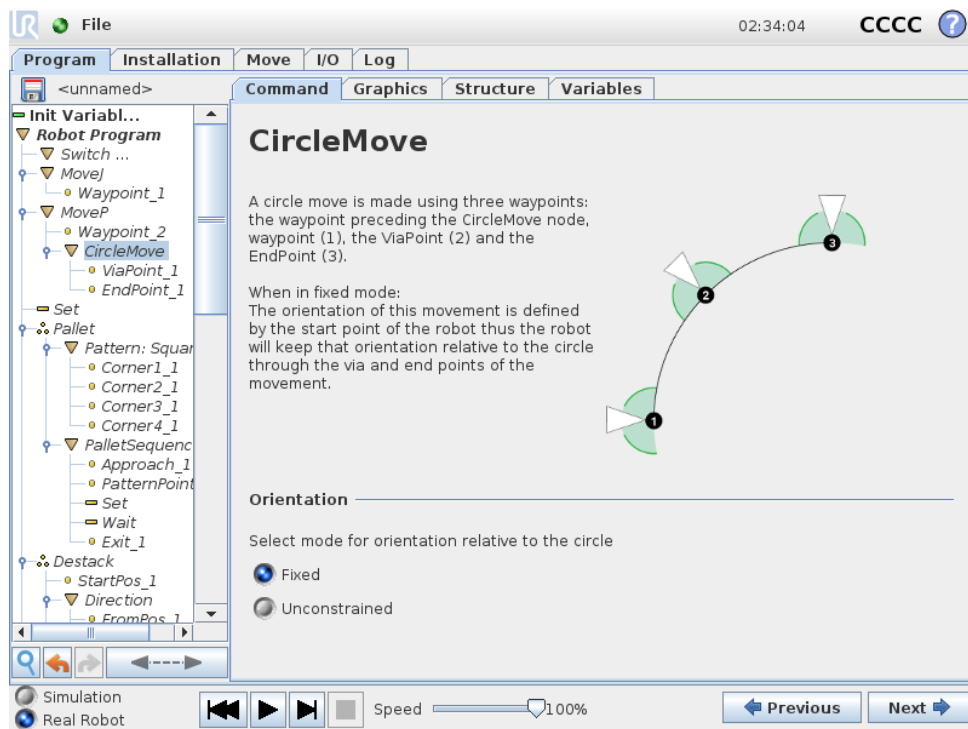 UR File 02:34:04 CCCC ?
Program Installation Move I/O Log
<unnamed>
Command Graphics Structure Variables
Init Variabl...
Robot Program
Switch ...
MoveJ
Waypoint_1
MoveP
Waypoint_2
CircleMove
ViaPoint_1
EndPoint_1
Set
Pallet
Pattern: Squar
Corner1_1
Corner2_1
Corner3_1
Corner4_1
PalletSequenc
Approach_1
PatternPoint
Set
Wait
Exit_1
Destack
StartPos_1
Direction
FromPos_1
CircleMove
A circle move is made using three waypoints:
the waypoint preceding the CircleMove node,
waypoint (1), the ViaPoint (2) and the
EndPoint (3).
When in fixed mode:
The orientation of this movement is defined
by the start point of the robot thus the robot
will keep that orientation relative to the circle
through the via and end points of the
movement.
3
2
1
Orientation
Select mode for orientation relative to the circle
Fixed
Unconstrained
Simulation
Real Robot
Speed 100%
Previous Next